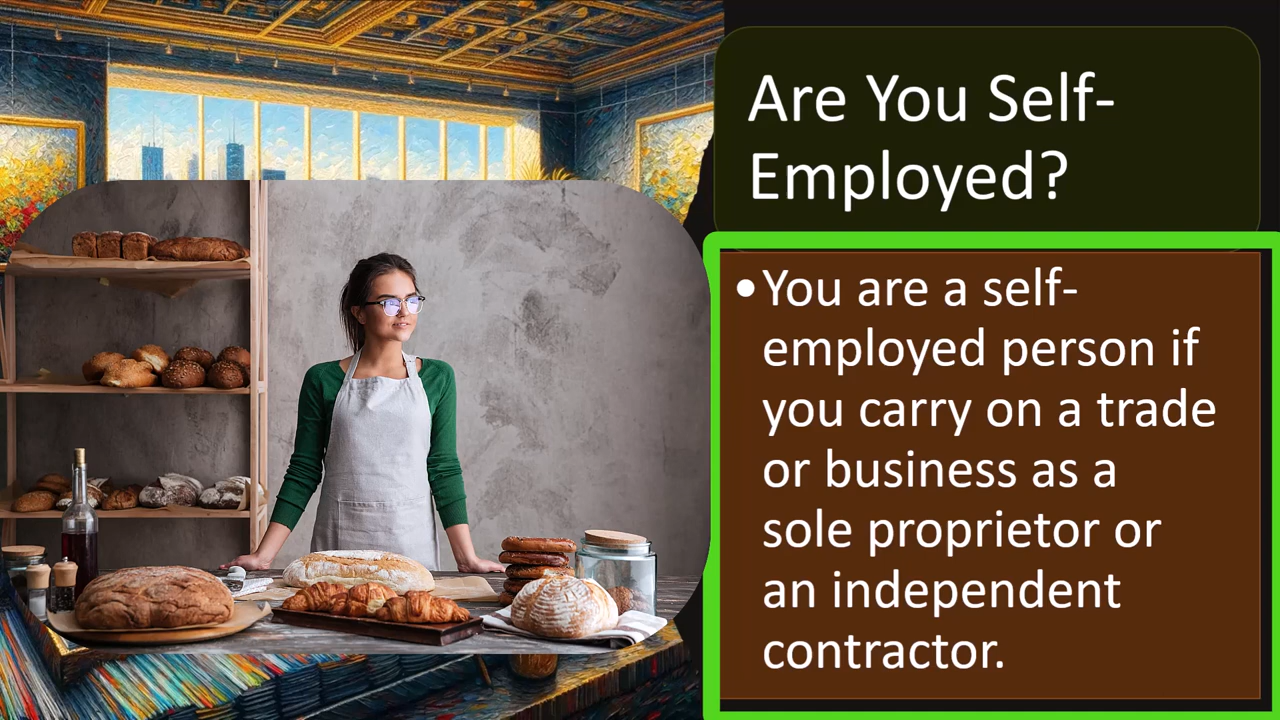 Are You Self-
Employed?
•You are a self-
employed person if
you carry on a trade
or business as a
sole proprietor or
an independent
contractor.